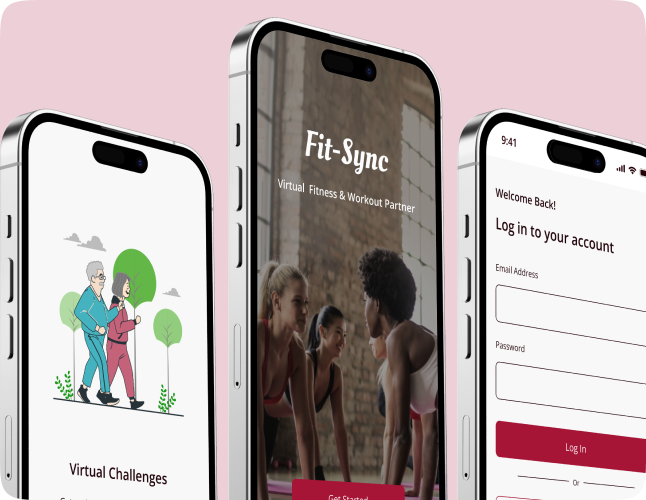 Virtual Challenges
Fit-Sync
Virtual Fitness & Workout Partner
Get Started
9:41
Welcome Back!
Log in to your account
Email Address
Password
Log In
Or